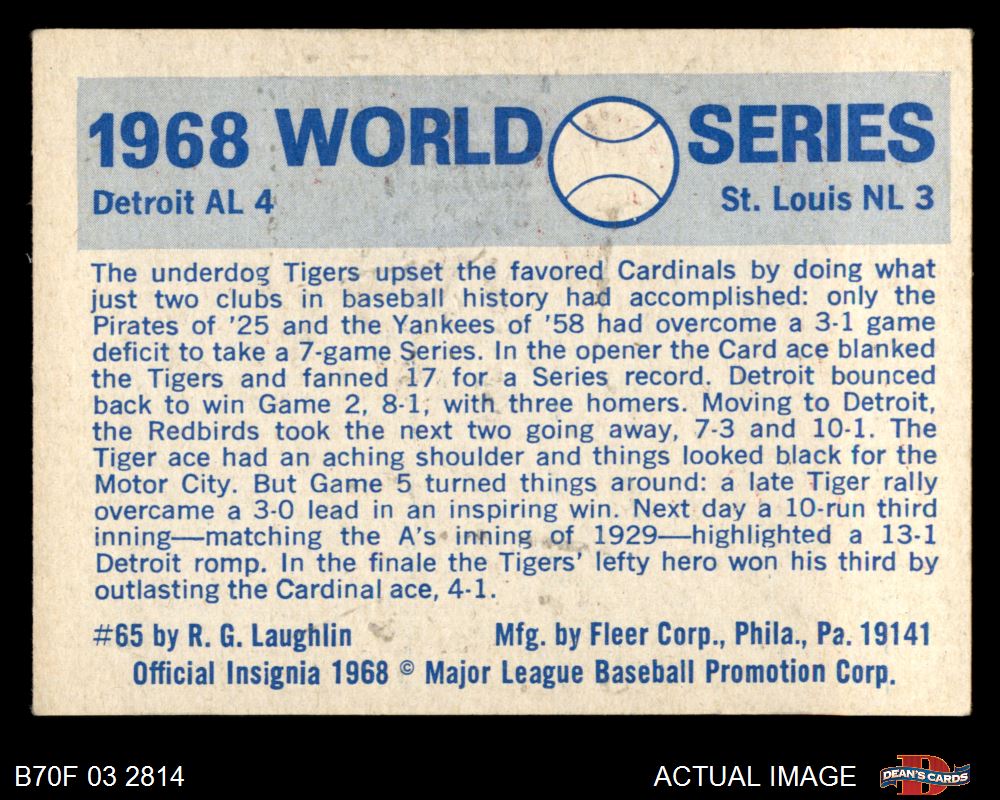 1968 WORLD SERIES
Detroit AL 4
St. Louis NL 3
The underdog Tigers upset the favored Cardinals by doing what
just two clubs in baseball history had accomplished: only the
Pirates of '25 and the Yankees of '58 had overcome a 3-1 game
deficit to take a 7-game Series. In the opener the Card ace blanked
the Tigers and fanned 17 for a Series record. Detroit bounced
back to win Game 2, 8-1, with three homers. Moving to Detroit,
the Redbirds took the next two going away, 7-3 and 10-1. The
Tiger ace had an aching shoulder and things looked black for the
Motor City. But Game 5 turned things around: a late Tiger rally
overcame a 3-0 lead in an inspiring win. Next day a 10-run third
inning—matching the A's inning of 1929—highlighted a 13-1
Detroit romp. In the finale the Tigers' lefty hero won his third by
outlasting the Cardinal ace, 4-1.
#65 by R. G. Laughlin
Mfg. by Fleer Corp., Phila., Pa. 19141
Official Insignia 1968 © Major League Baseball Promotion Corp.
B70F 03 2814
ACTUAL IMAGE
D
DEAN'S CARDS